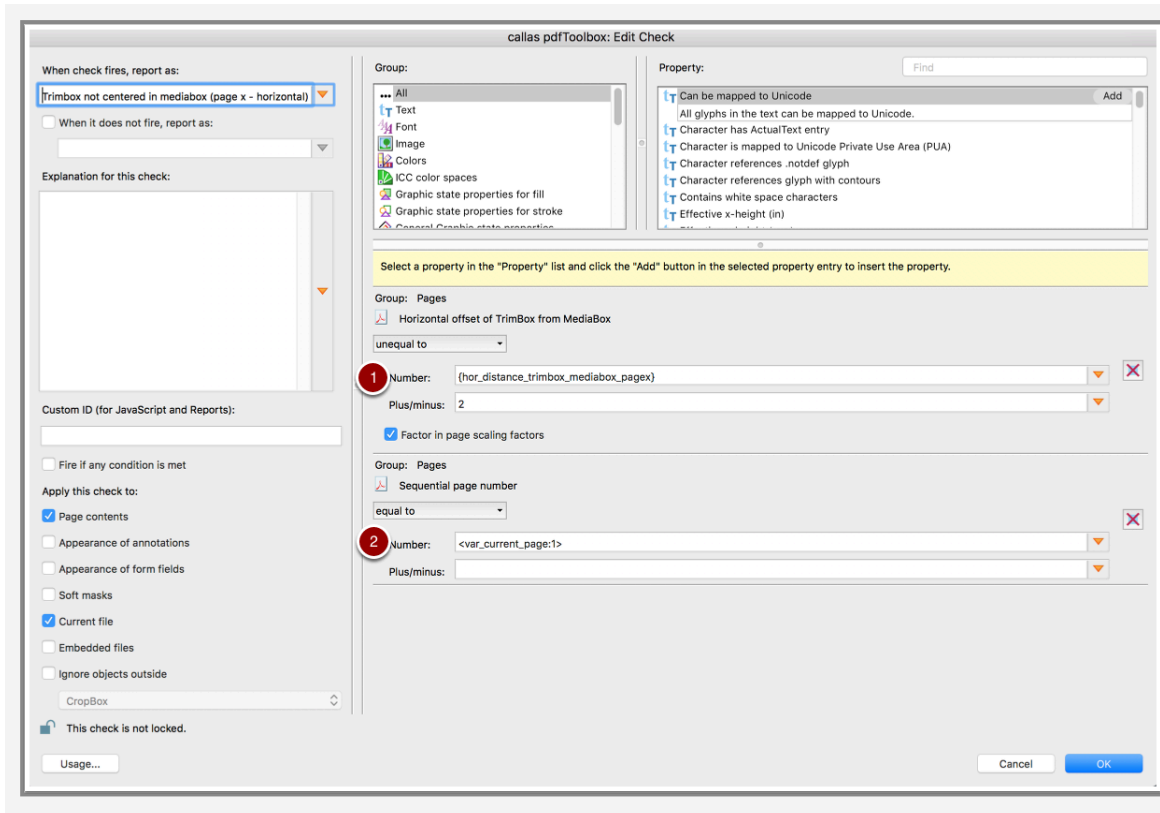 callas pdfToolbox: Edit Check
When check fires, report as:
Trimbox not centered in mediabox (page x - horizontal)
When it does not fire, report as:
Explanation for this check:
Custom ID (for JavaScript and Reports):
Fire if any condition is met
Apply this check to:
Page contents
Appearance of annotations
Appearance of form fields
Soft masks
Current file
Embedded files
Ignore objects outside
CropBox
This check is not locked.
Usage...
Group:
... All
Text
Font
Image
Colors
ICC color spaces
Graphic state properties for fill
Graphic state properties for stroke
General Graphic state properties
Property:
Find
Can be mapped to Unicode Add
All glyphs in the text can be mapped to Unicode.
Character has ActualText entry
Character is mapped to Unicode Private Use Area (PUA)
Character references .notdef glyph
Character references glyph with contours
Contains white space characters
Effective x-height (in)
Select a property in the "Property" list and click the "Add" button in the selected property entry to insert the property.
Group: Pages
Horizontal offset of TrimBox from MediaBox
unequal to
1 Number: {hor_distance_trimbox_mediabox_pagex}
Plus/minus: 2
Factor in page scaling factors
Group: Pages
Sequential page number
equal to
2 Number: <var_current_page:1>
Plus/minus:
Cancel OK